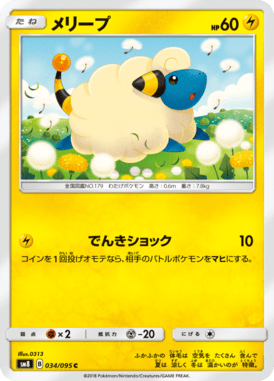 たね メリープ HP60
全国図鑑NO.179 わたげポケモン 高さ：0.6m 重さ：7.8kg
でんきショック 10
コインを1回投げオモテなら、相手のバトルポケモンをマヒにする。
弱点 ×2 抵抗力 -20 にげる
illus.0313
sm8 B 034/095 C
ふかふかの 体毛は 空気を たくさん 含んで
夏は 涼しく 冬は 温かいのが 特徴。
©2018 Pokémon/Nintendo/Creatures/GAME FREAK.